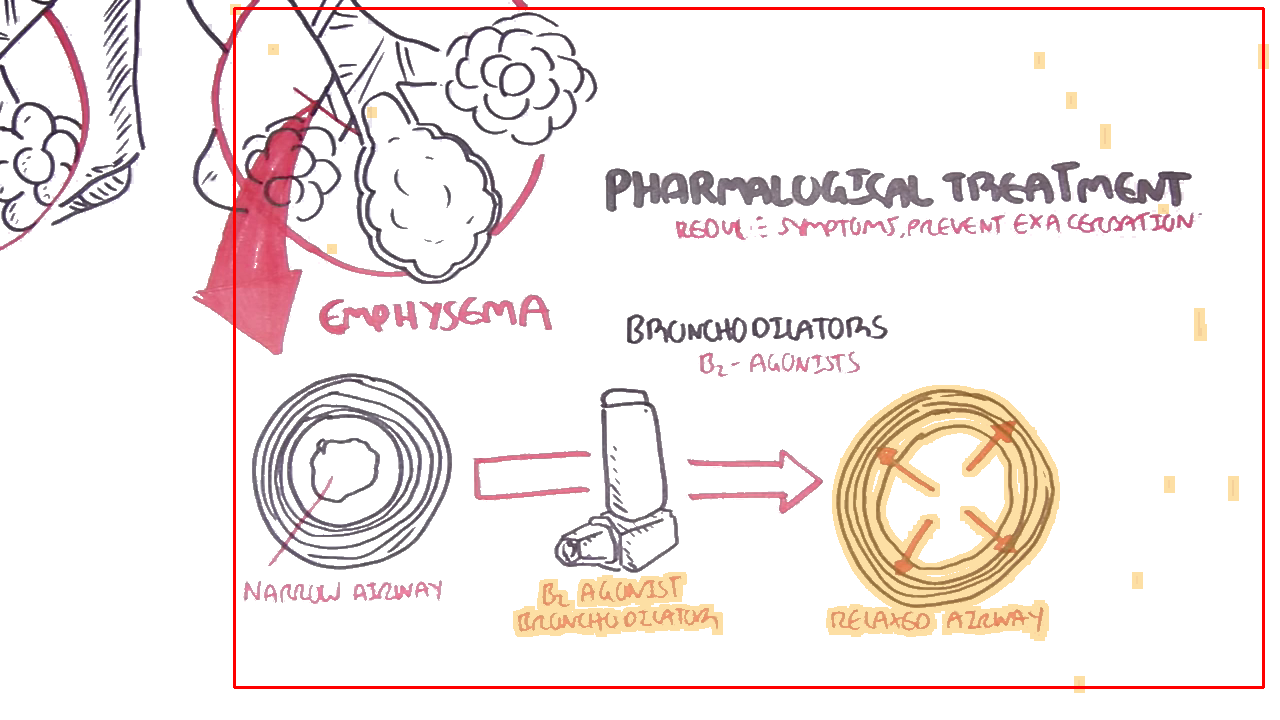 PHARMALOGICAL TREATMENT
REDUCE SYMPTOMS, PREVENT EXACERBATION
EMPHYSEMA
BRONCHODILATORS
B2- AGONISTS
NARROW AIRWAY
B2 AGONIST
BRONCHODILATOR
RELAXED AIRWAY